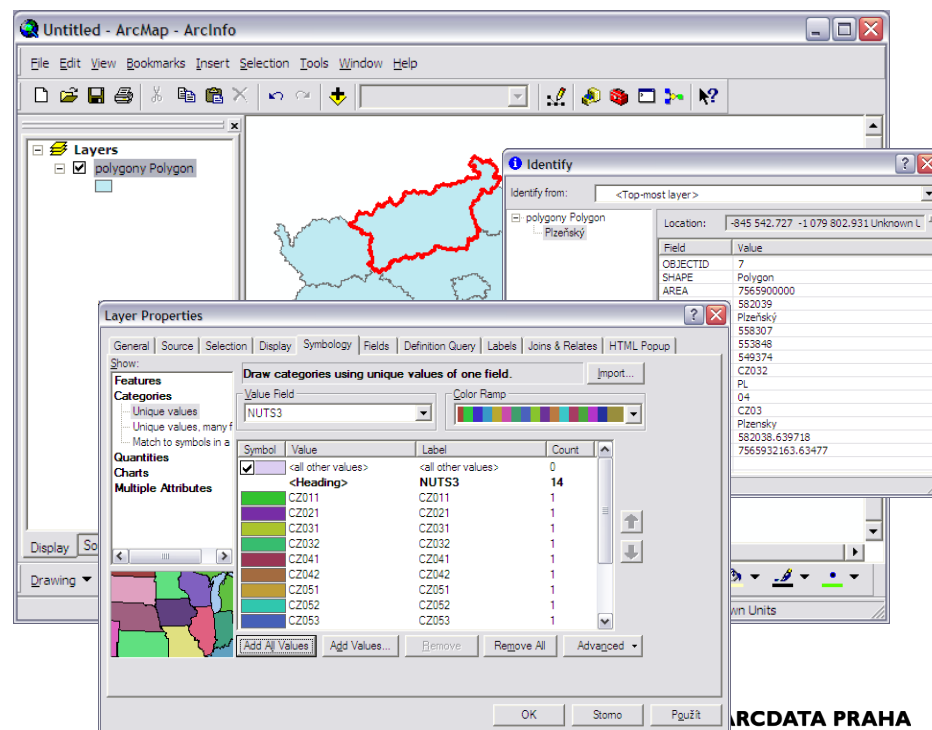 Untitled - ArcMap - ArcInfo
File Edit View Bookmarks Insert Selection Tools Window Help
Layers
polygony Polygon
Display
Drawing
Units
Identify
Identify from: <Top-most layer>
polygony Polygon
Plzeňský
Location: -845 542.727 -1 079 802.931 Unknown
Field Value
OBJECTID 7
SHAPE Polygon
AREA 7565900000
582039
Plzeňský
558307
553848
549374
CZ032
PL
04
CZ03
Plzensky
582038.639718
7565932163.63477
Layer Properties
General Source Selection Display Symbology Fields Definition Query Labels Joins & Relates HTML Popup
Show:
Features
Categories
Unique values
Unique values, many f
Match to symbols in a
Quantities
Charts
Multiple Attributes
Draw categories using unique values of one field. Import...
Value Field Color Ramp
NUTS3
Symbol Value Label Count
<all other values> <all other values> 0
<Heading> NUTS3 14
CZ011 CZ011 1
CZ021 CZ021 1
CZ031 CZ031 1
CZ032 CZ032 1
CZ041 CZ041 1
CZ042 CZ042 1
CZ051 CZ051 1
CZ052 CZ052 1
CZ053 CZ053 1
Add All Values Add Values... Remove Remove All Advanced
OK Storno Použít
ARCDATA PRAHA